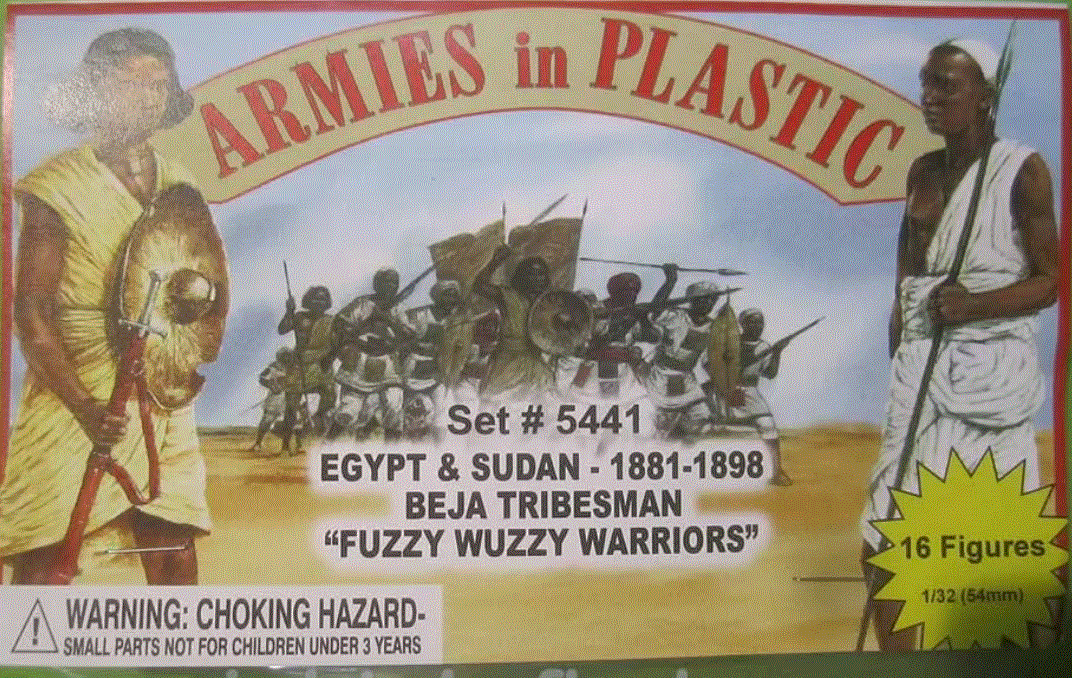 ARMIES in PLASTIC
Set # 5441
EGYPT & SUDAN - 1881-1898
BEJA TRIBESMAN
“FUZZY WUZZY WARRIORS”
16 Figures
1/32 (54mm)
WARNING: CHOKING HAZARD-
SMALL PARTS NOT FOR CHILDREN UNDER 3 YEARS